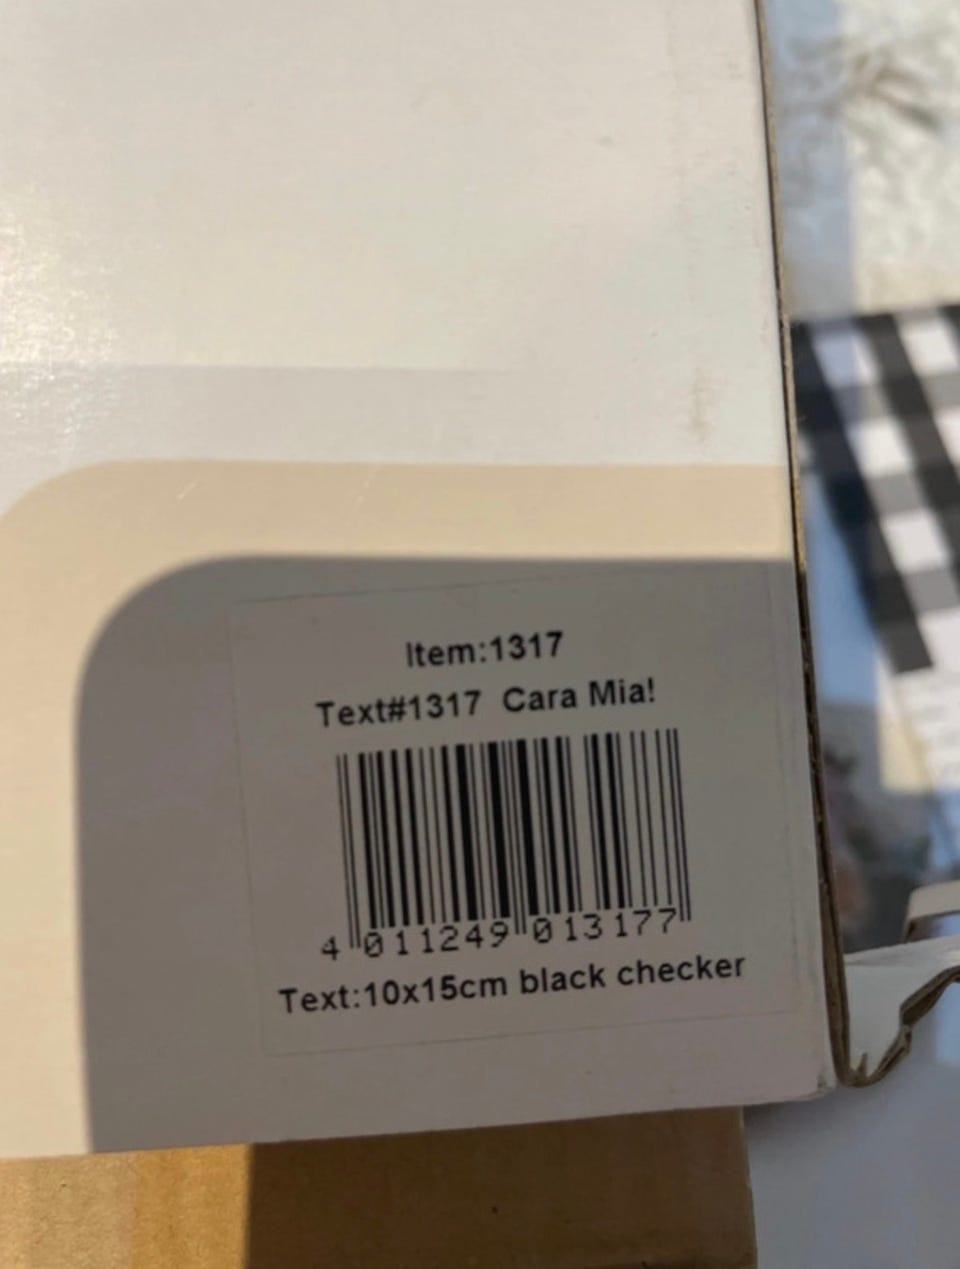 Item:1317
Text#1317 Cara Mia!
4 011249 013177
Text:10x15cm black checker